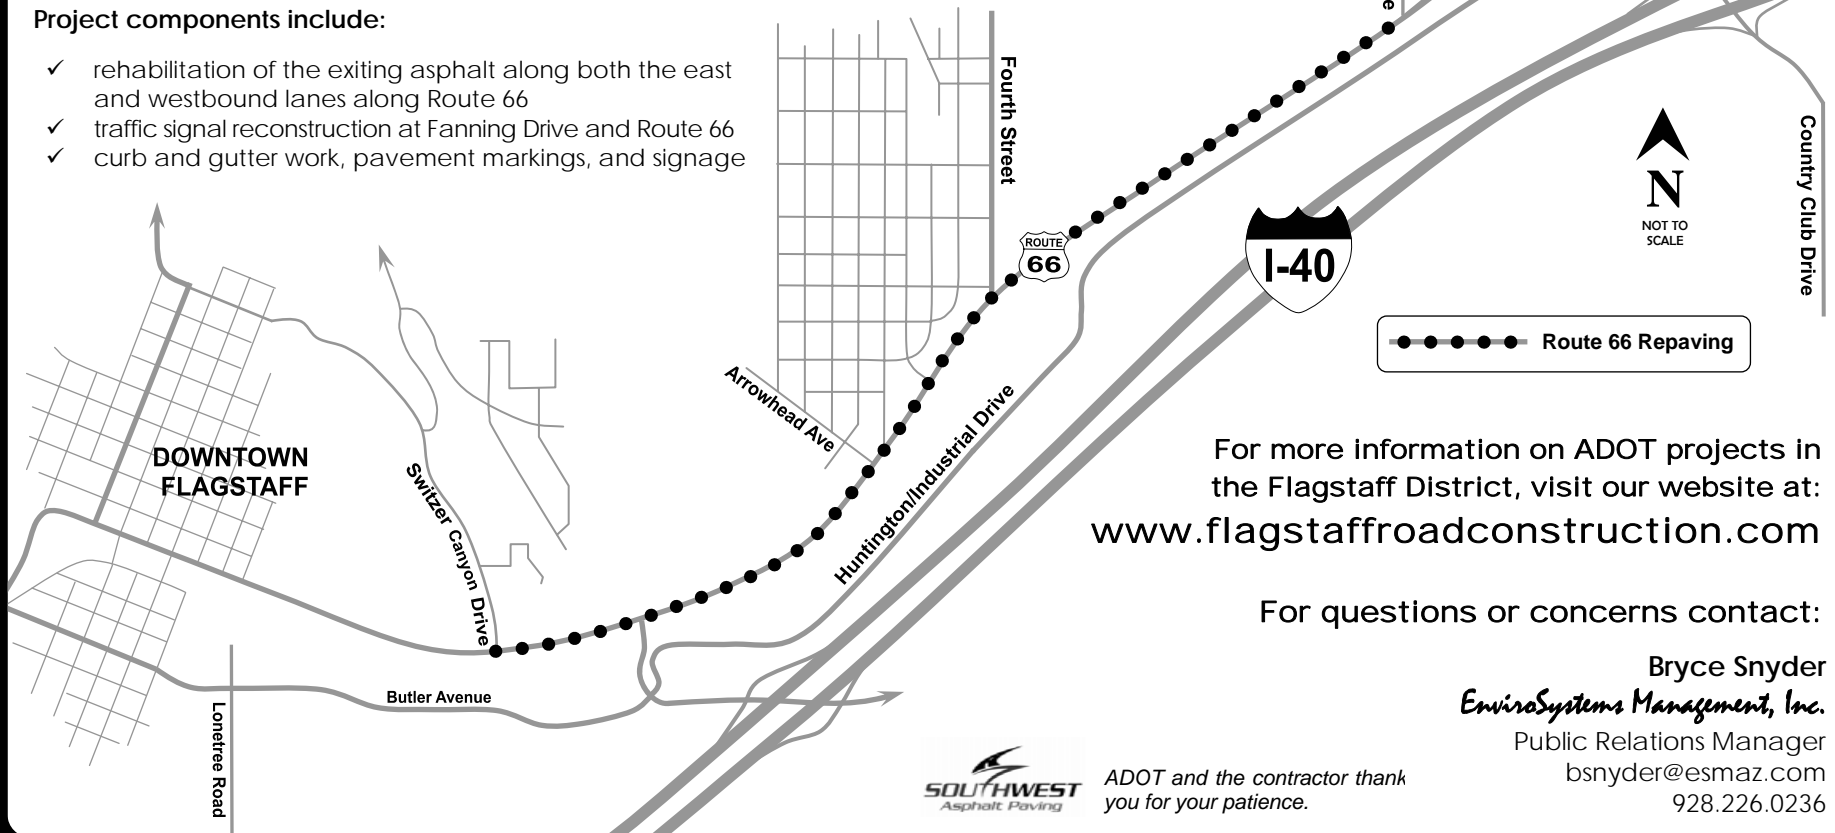 Project components include:
✓ rehabilitation of the exiting asphalt along both the east
and westbound lanes along Route 66
✓ traffic signal reconstruction at Fanning Drive and Route 66
✓ curb and gutter work, pavement markings, and signage
Fourth Street
Country Club Drive
N
NOT TO
SCALE
ROUTE
66
I-40
Route 66 Repaving
Arrowhead Ave
DOWNTOWN
FLAGSTAFF
Switzer Canyon Drive
Huntington/Industrial Drive
Butler Avenue
Lonetree Road
For more information on ADOT projects in
the Flagstaff District, visit our website at:
www.flagstaffroadconstruction.com
For questions or concerns contact:
Bryce Snyder
EnviroSystems Management, Inc.
Public Relations Manager
bsnyder@esmaz.com
928.226.0236
SOUTHWEST
Asphalt Paving
ADOT and the contractor thank
you for your patience.